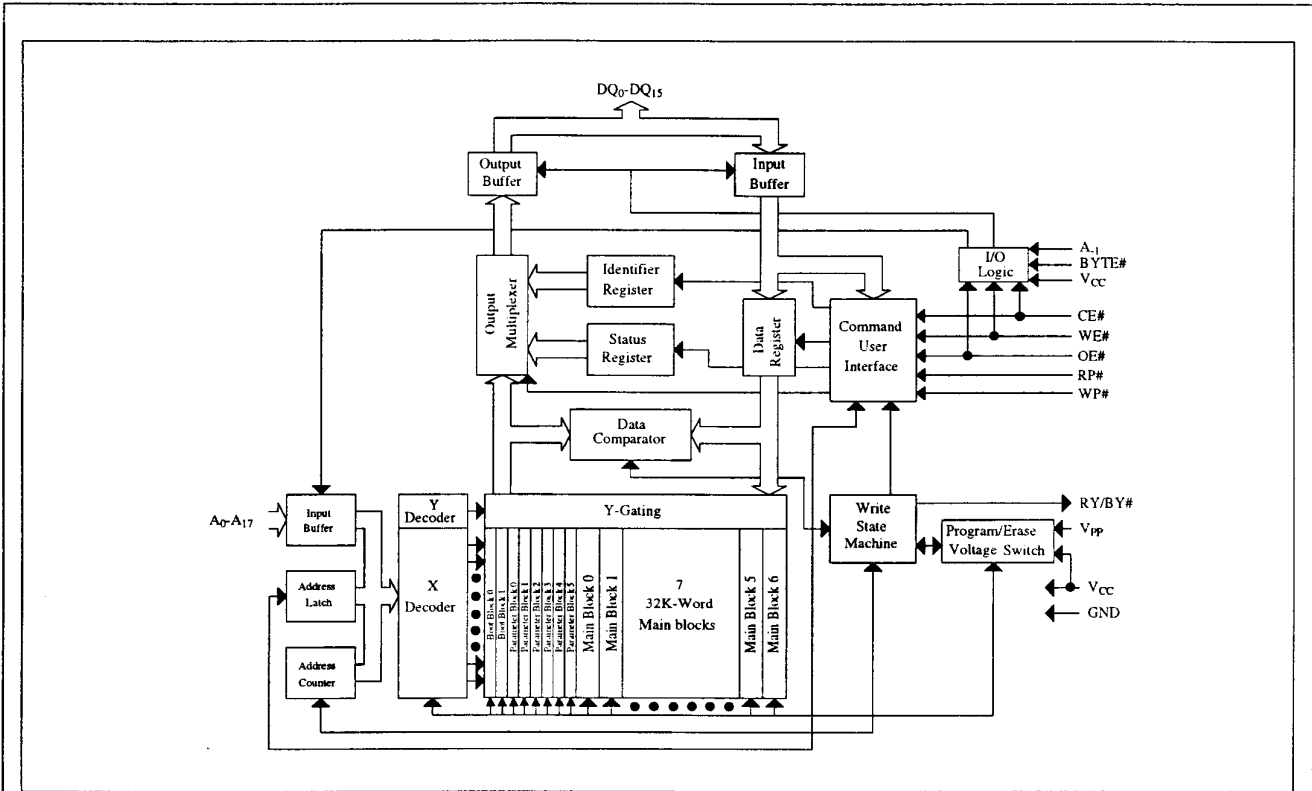 DQ₀-DQ₁₅
Output
Buffer
Input
Buffer
I/O
Logic
A₋₁
BYTE#
V_CC
Output
Multiplexer
Identifier
Register
Status
Register
Data
Register
Command
User
Interface
CE#
WE#
OE#
RP#
WP#
Data
Comparator
A₀-A₁₇
Input
Buffer
Address
Latch
Address
Counter
Y
Decoder
X
Decoder
Y-Gating
Boot Block 0
Boot Block 1
Parameter Block 0
Parameter Block 1
Parameter Block 2
Parameter Block 3
Parameter Block 4
Parameter Block 5
Main Block 0
Main Block 1
7
32K-Word
Main blocks
Main Block 5
Main Block 6
Write
State
Machine
Program/Erase
Voltage Switch
RY/BY#
V_PP
V_CC
GND